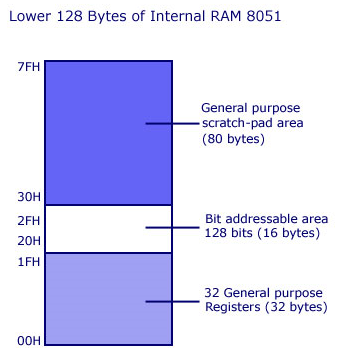 Lower 128 Bytes of Internal RAM 8051
7FH
General purpose
scratch-pad area
(80 bytes)
30H
2FH
Bit addressable area
128 bits (16 bytes)
20H
1FH
32 General purpose
Registers (32 bytes)
00H